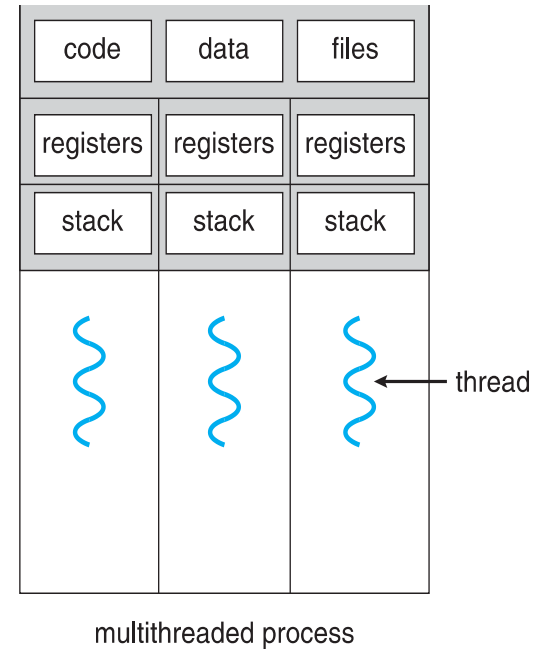 code data files
registers registers registers
stack stack stack
thread
multithreaded process